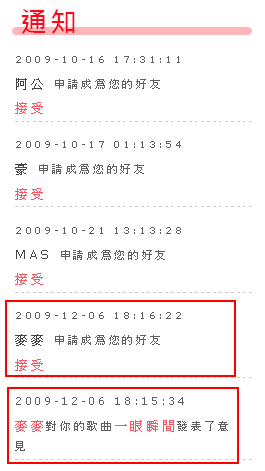 通知
2009-10-16 17:31:11
阿公 申請成為您的好友
接受
2009-10-17 01:13:54
豪 申請成為您的好友
接受
2009-10-21 13:13:28
MAS 申請成為您的好友
接受
2009-12-06 18:16:22
麥麥 申請成為您的好友
接受
2009-12-06 18:15:34
麥麥對你的歌曲一眼瞬間發表了意
見